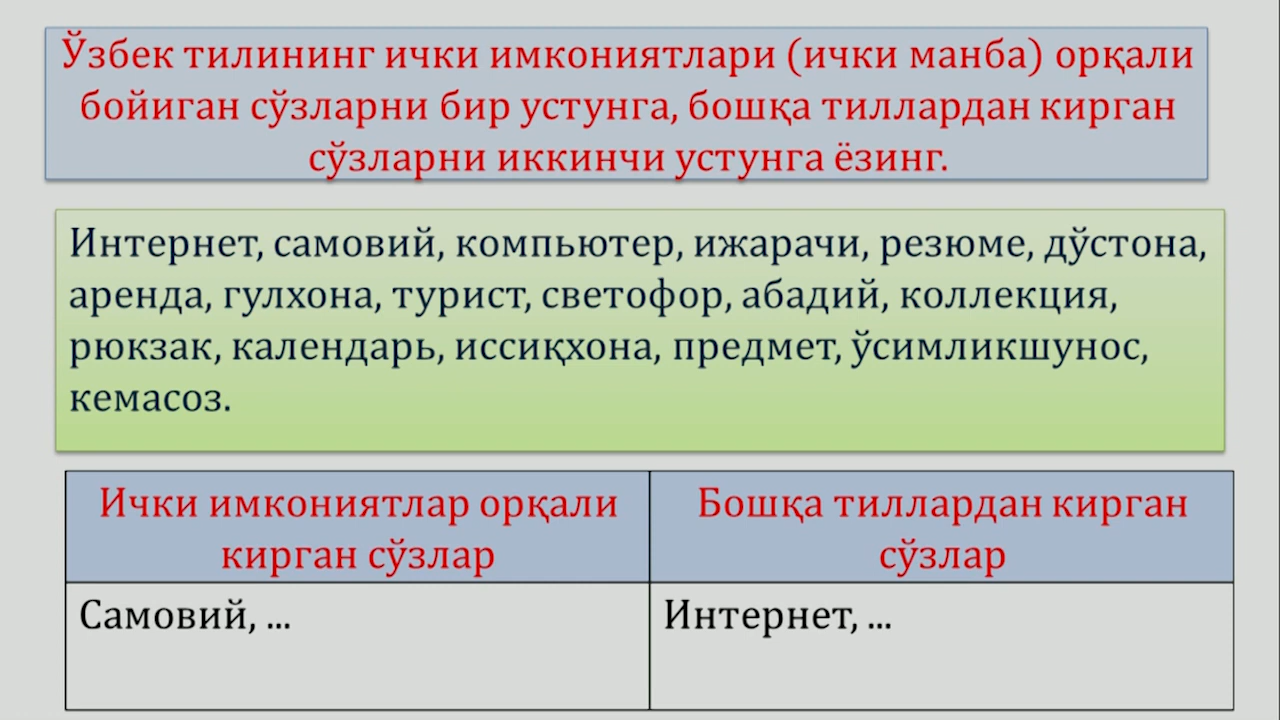 Ўзбек тилининг ички имкониятлари (ички манба) орқали
бойиган сўзларни бир устунга, бошқа тиллардан кирган
сўзларни иккинчи устунга ёзинг.
Интернет, самовий, компьютер, ижарачи, резюме, дўстона,
аренда, гулхона, турист, светофор, абадий, коллекция,
рюкзак, календарь, иссиқхона, предмет, ўсимликшунос,
кемасоз.
Ички имкониятлар орқали
кирган сўзлар
Бошқа тиллардан кирган
сўзлар
Самовий, ...
Интернет, ...